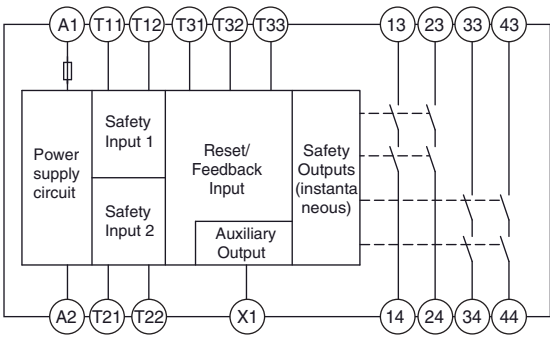 A1 T11 T12 T31 T32 T33 13 23 33 43
Power
supply
circuit
Safety
Input 1
Safety
Input 2
Reset/
Feedback
Input
Auxiliary
Output
Safety
Outputs
(instanta
neous)
A2 T21 T22 X1 14 24 34 44